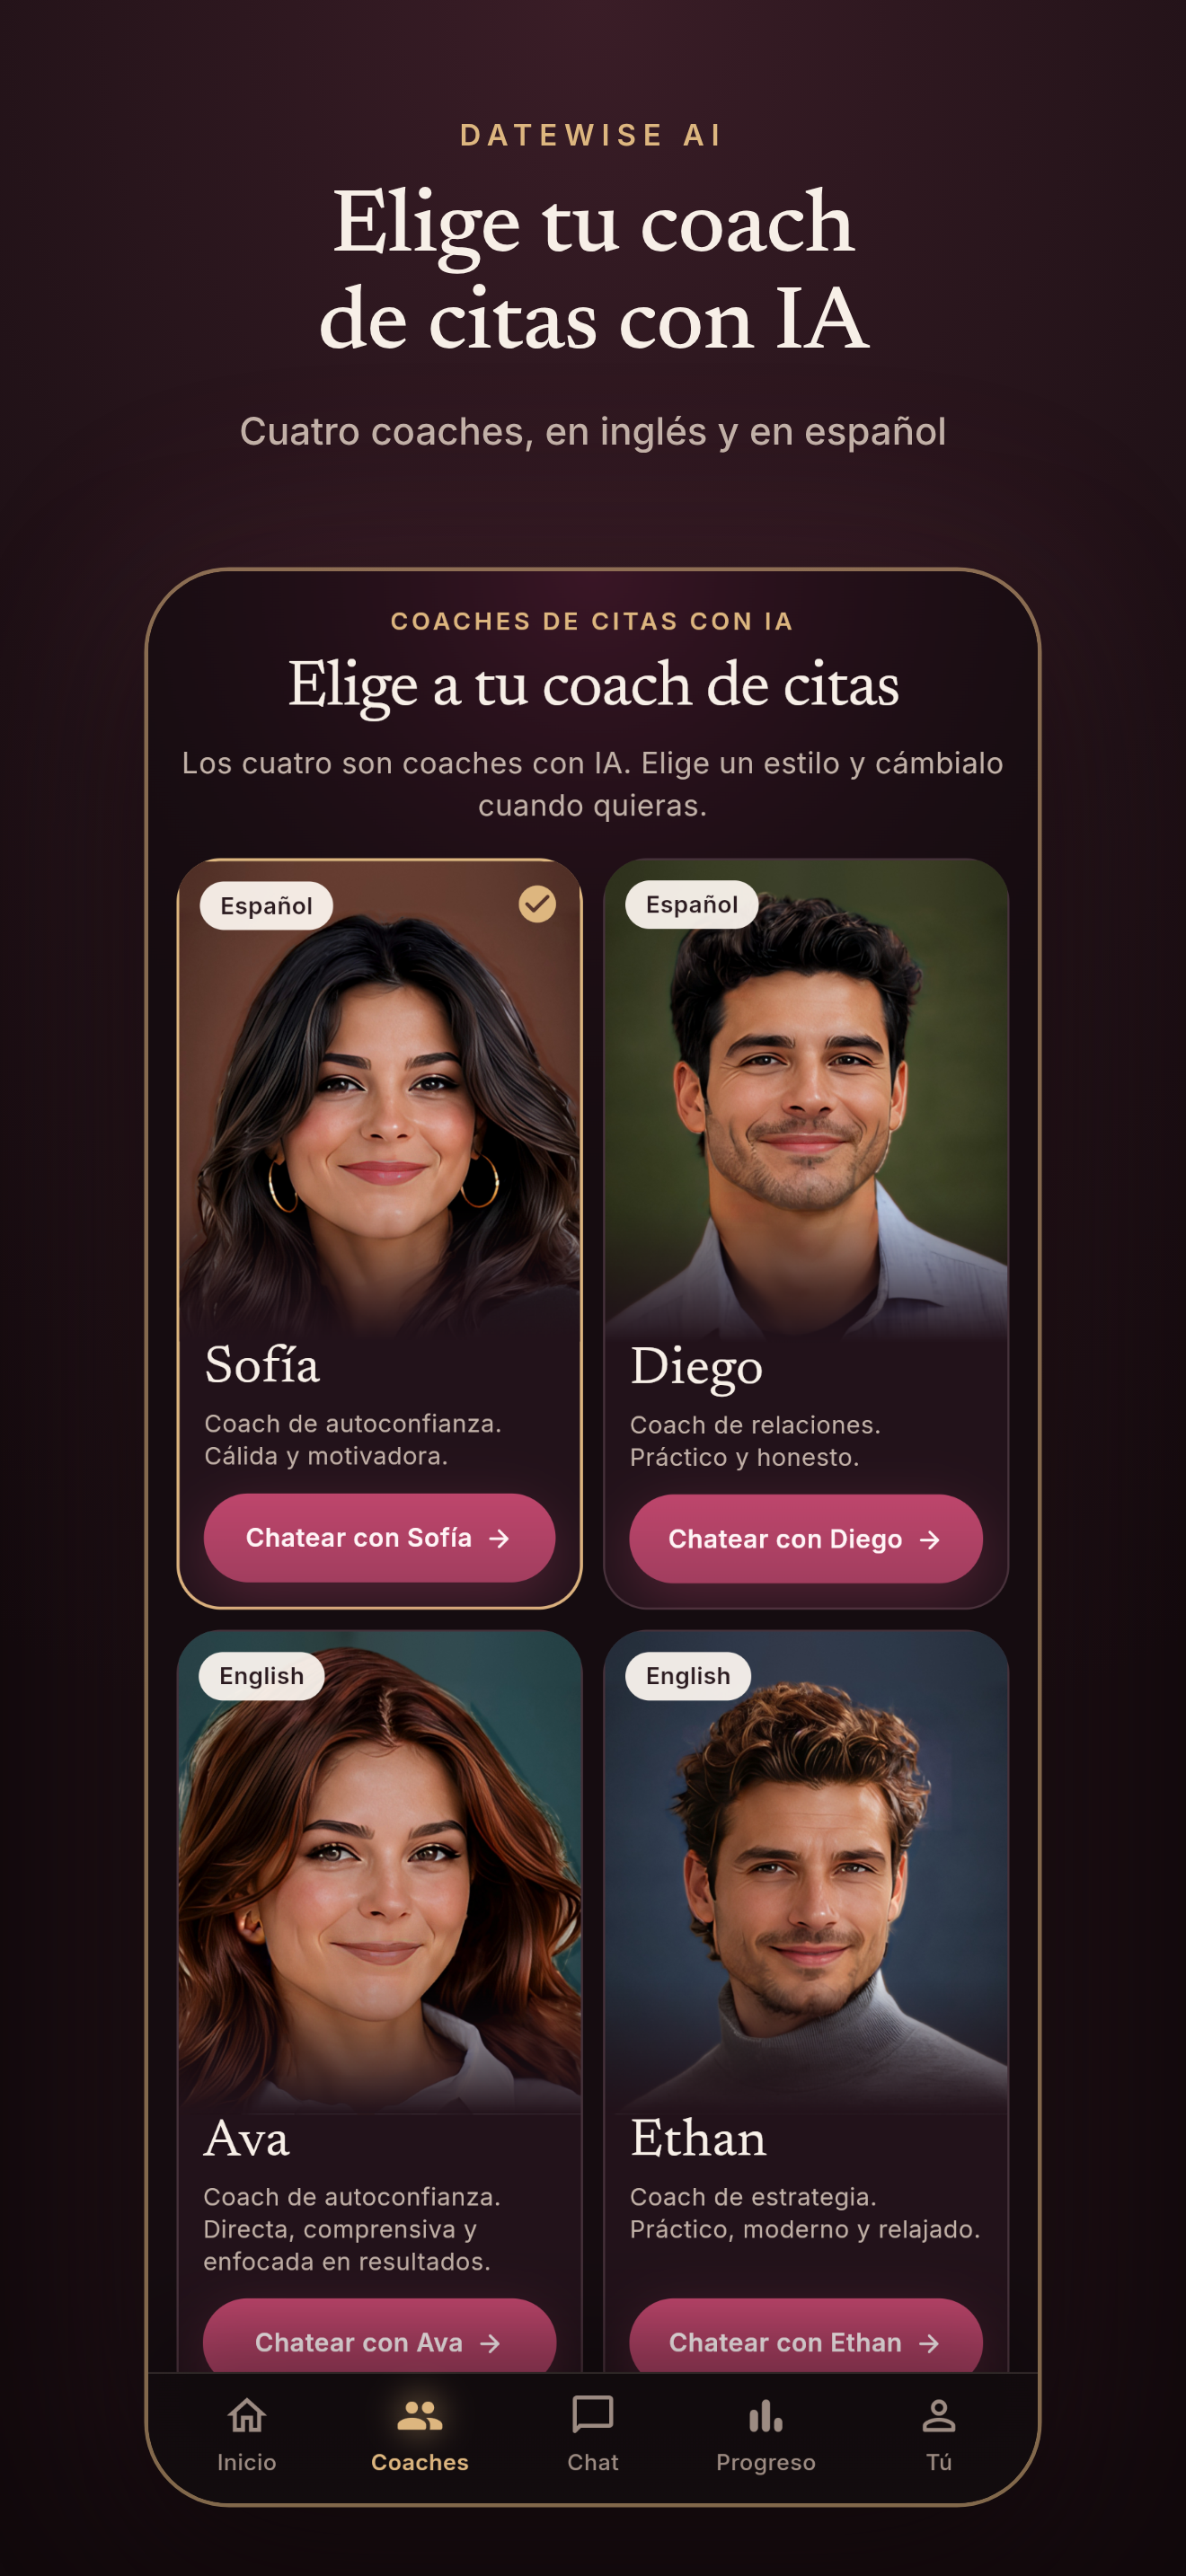 DATEWISE AI
Elige tu coach
de citas con IA
Cuatro coaches, en inglés y en español
COACHES DE CITAS CON IA
Elige a tu coach de citas
Los cuatro son coaches con IA. Elige un estilo y cámbialo
cuando quieras.
Español
Sofía
Coach de autoconfianza.
Cálida y motivadora.
Chatear con Sofía →
Español
Diego
Coach de relaciones.
Práctico y honesto.
Chatear con Diego →
English
Ava
Coach de autoconfianza.
Directa, comprensiva y
enfocada en resultados.
Chatear con Ava →
English
Ethan
Coach de estrategia.
Práctico, moderno y relajado.
Chatear con Ethan →
Inicio
Coaches
Chat
Progreso
Tú